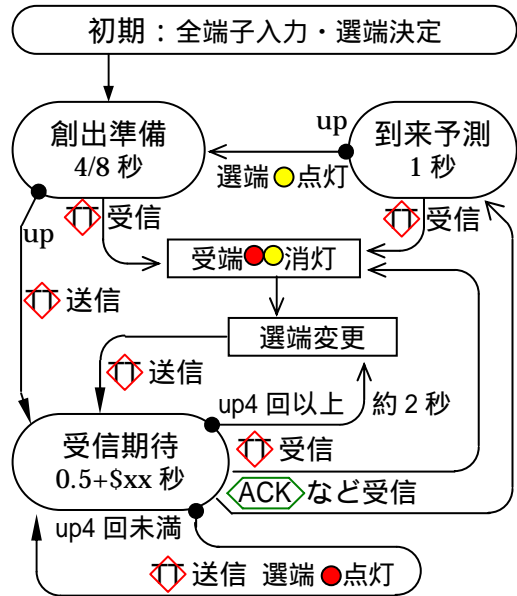 初期：全端子入力・選端決定
創出準備
4/8 秒
up
到来予測
1 秒
選端 点灯
受信
受信
up
受端 消灯
送信
選端変更
送信
up4 回以上 約 2 秒
受信期待
0.5+$xx 秒
受信
ACK など受信
up4 回未満
送信 選端 点灯